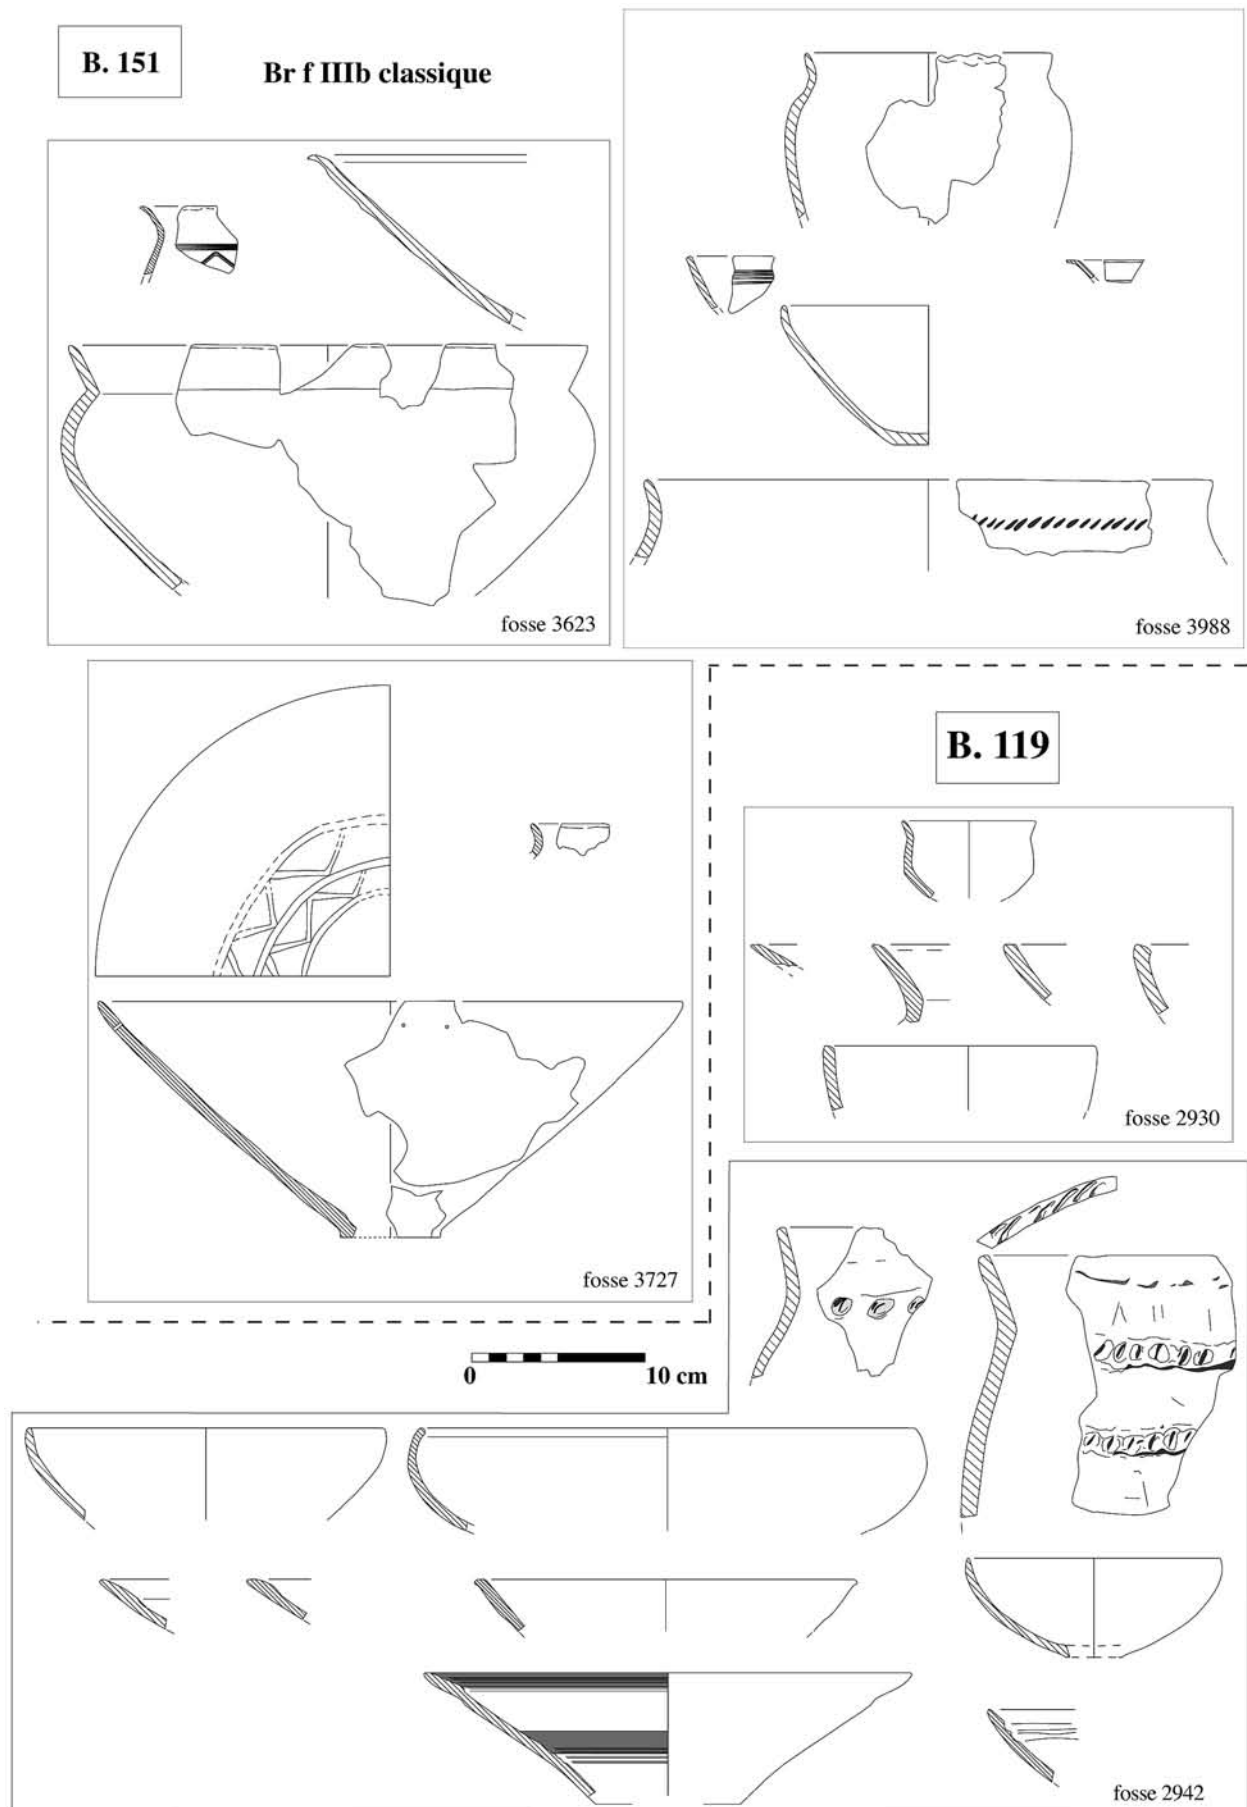 B. 151
Br f IIIb classique
fosse 3623
fosse 3988
fosse 3727
B. 119
fosse 2930
0 10 cm
fosse 2942